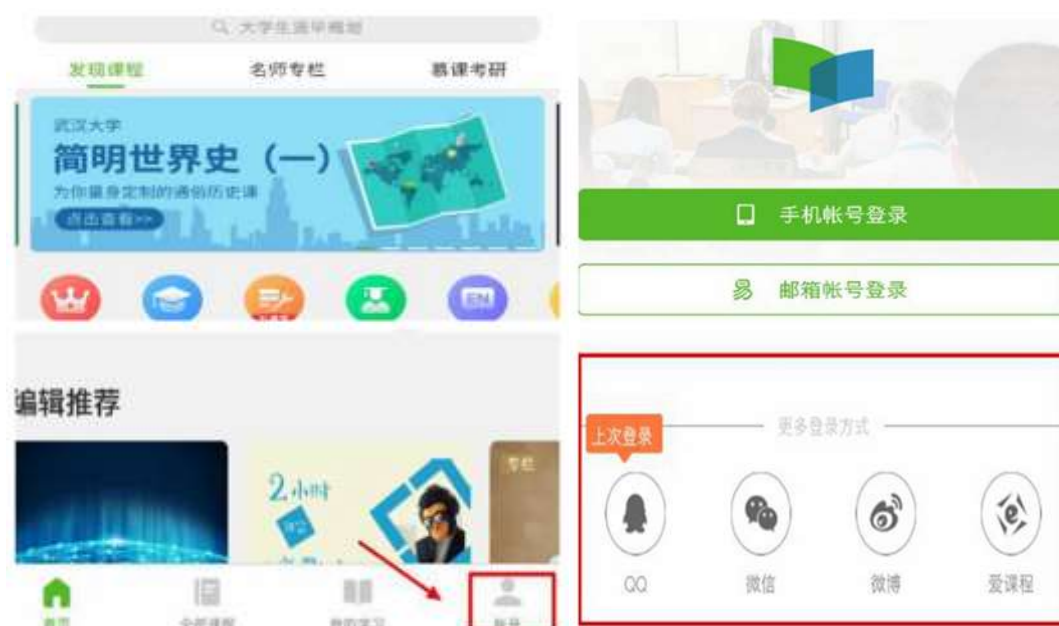 大学生涯早规划
发现课程 名师专栏 慕课考研
武汉大学
简明世界史（一）
为你量身定制的通俗历史课
点击查看>>
EN
编辑推荐
2小时
专栏
首页 全部课程 我的学习 帐号
手机帐号登录
易 邮箱帐号登录
更多登录方式
上次登录
QQ 微信 微博 爱课程